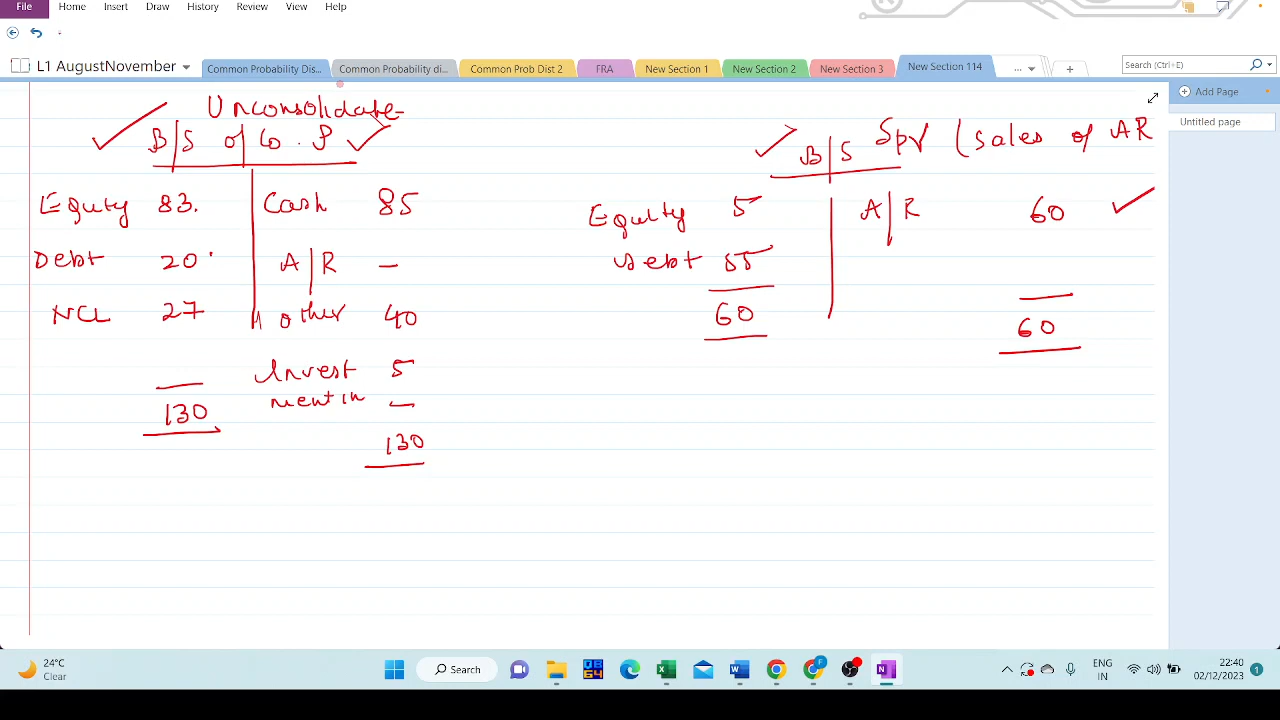 File Home Insert Draw History Review View Help
L1 AugustNovember
Common Probability Dis...
Common Probability di...
Common Prob Dist 2
FRA
New Section 1
New Section 2
New Section 3
New Section 114
...
Search (Ctrl+E)
Add Page
Untitled page
Unconsolidate
B/S of Co. P
Equity 83. Cash 85
Debt 20 A/R —
NCL 27 other 40
Invest 5
ment in —
130
130
B/S Spv (Sales of AR
Equity 5 A/R 60
Debt 55
60
60
24°C
Clear
Search
ENG
IN
22:40
02/12/2023
1